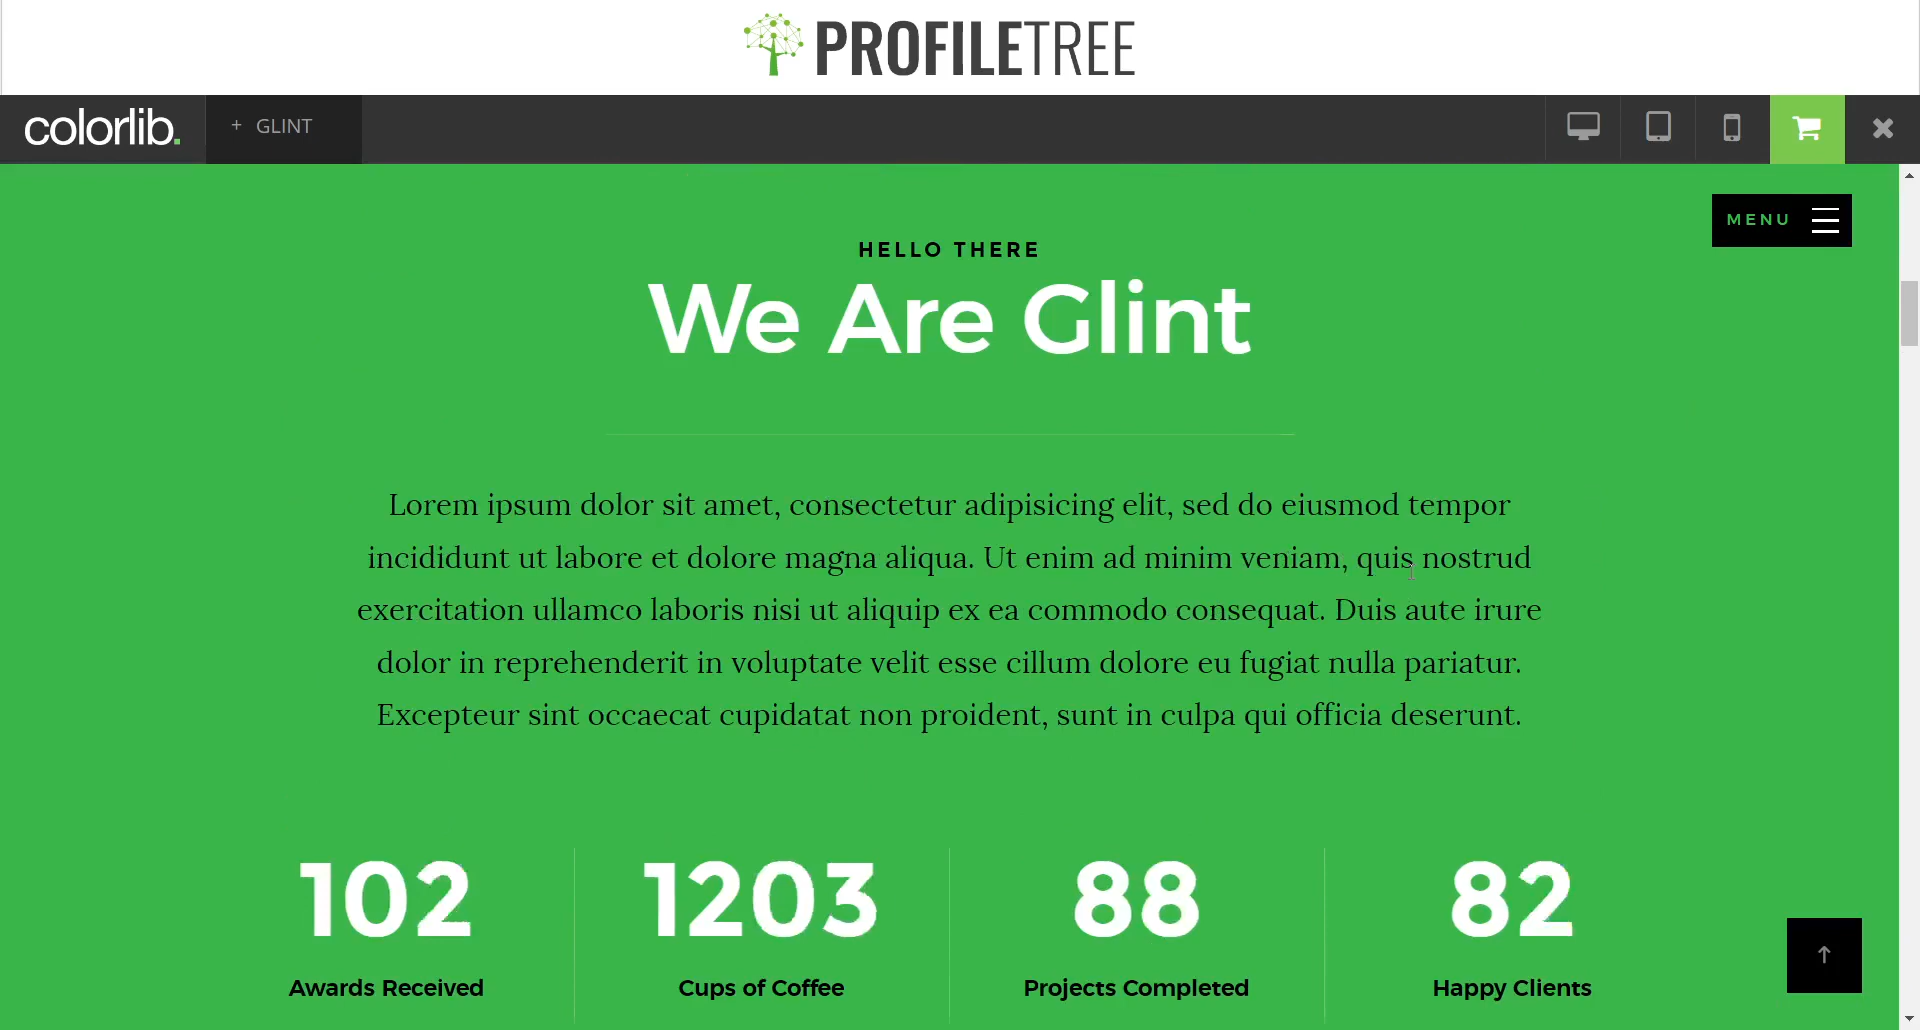 PROFILETREE
colorlib.
+ GLINT
MENU
HELLO THERE
We Are Glint
Lorem ipsum dolor sit amet, consectetur adipisicing elit, sed do eiusmod tempor
incididunt ut labore et dolore magna aliqua. Ut enim ad minim veniam, quis nostrud
exercitation ullamco laboris nisi ut aliquip ex ea commodo consequat. Duis aute irure
dolor in reprehenderit in voluptate velit esse cillum dolore eu fugiat nulla pariatur.
Excepteur sint occaecat cupidatat non proident, sunt in culpa qui officia deserunt.
102
Awards Received
1203
Cups of Coffee
88
Projects Completed
82
Happy Clients